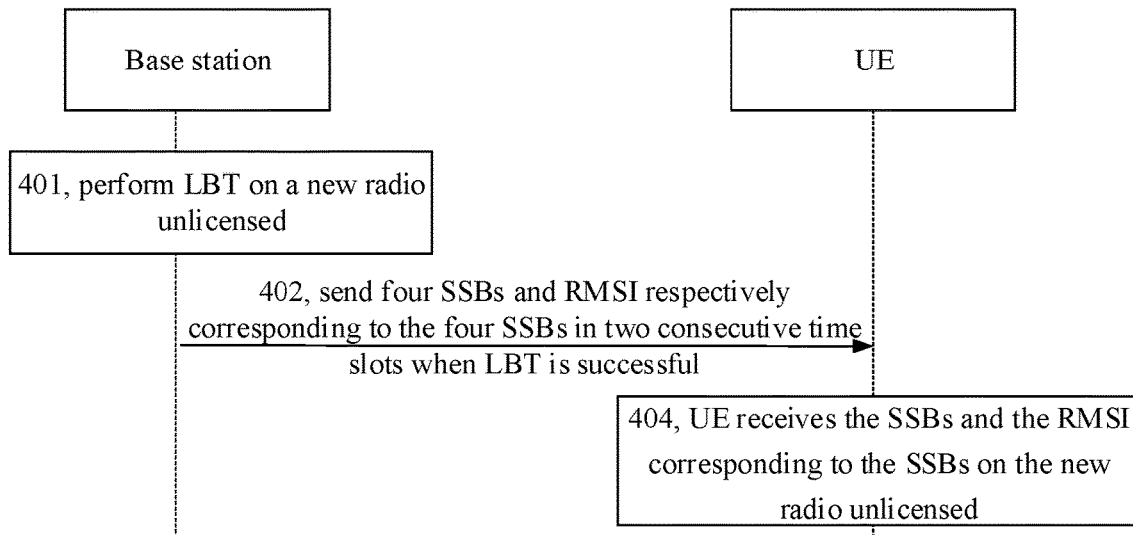 Base station
UE
401, perform LBT on a new radio
unlicensed
402, send four SSBs and RMSI respectively
corresponding to the four SSBs in two consecutive time
slots when LBT is successful
404, UE receives the SSBs and the RMSI
corresponding to the SSBs on the new
radio unlicensed